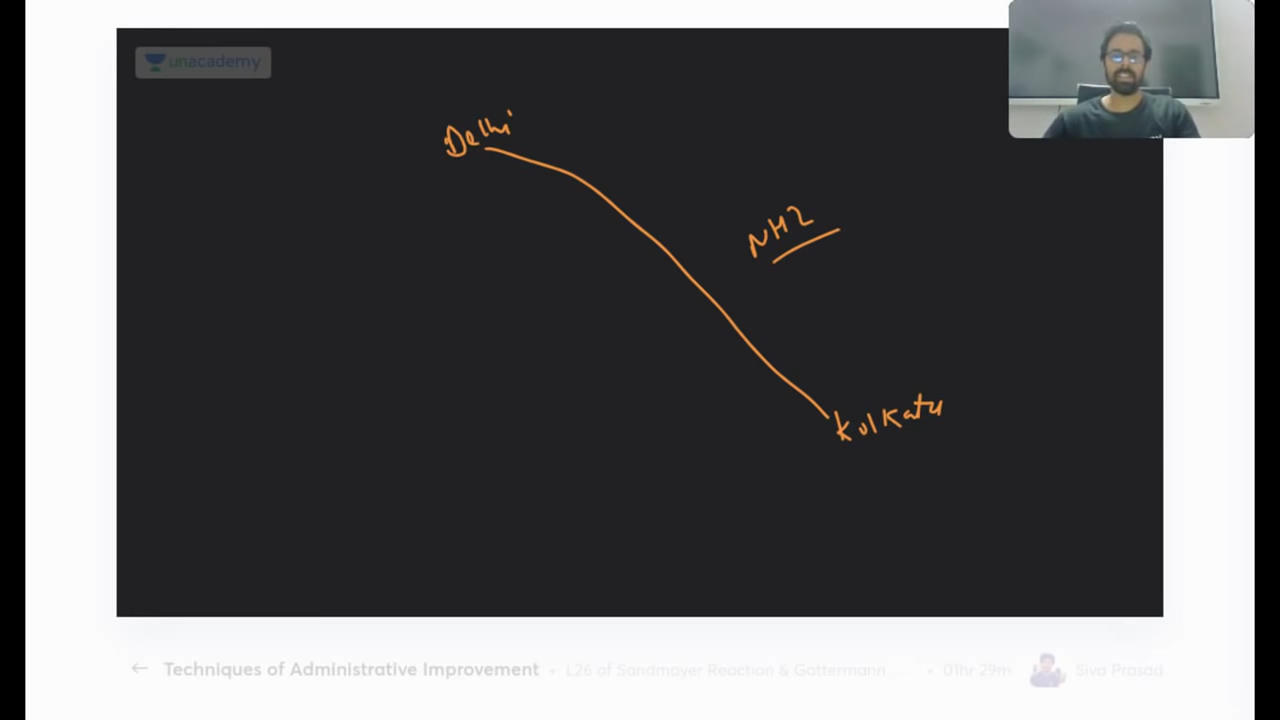 unacademy
Delhi
NH2
Kolkata
Techniques of Administrative Improvement • L26 of Sandmayer Reaction & Gattermann ... • 01hr 29m Siva Prasad